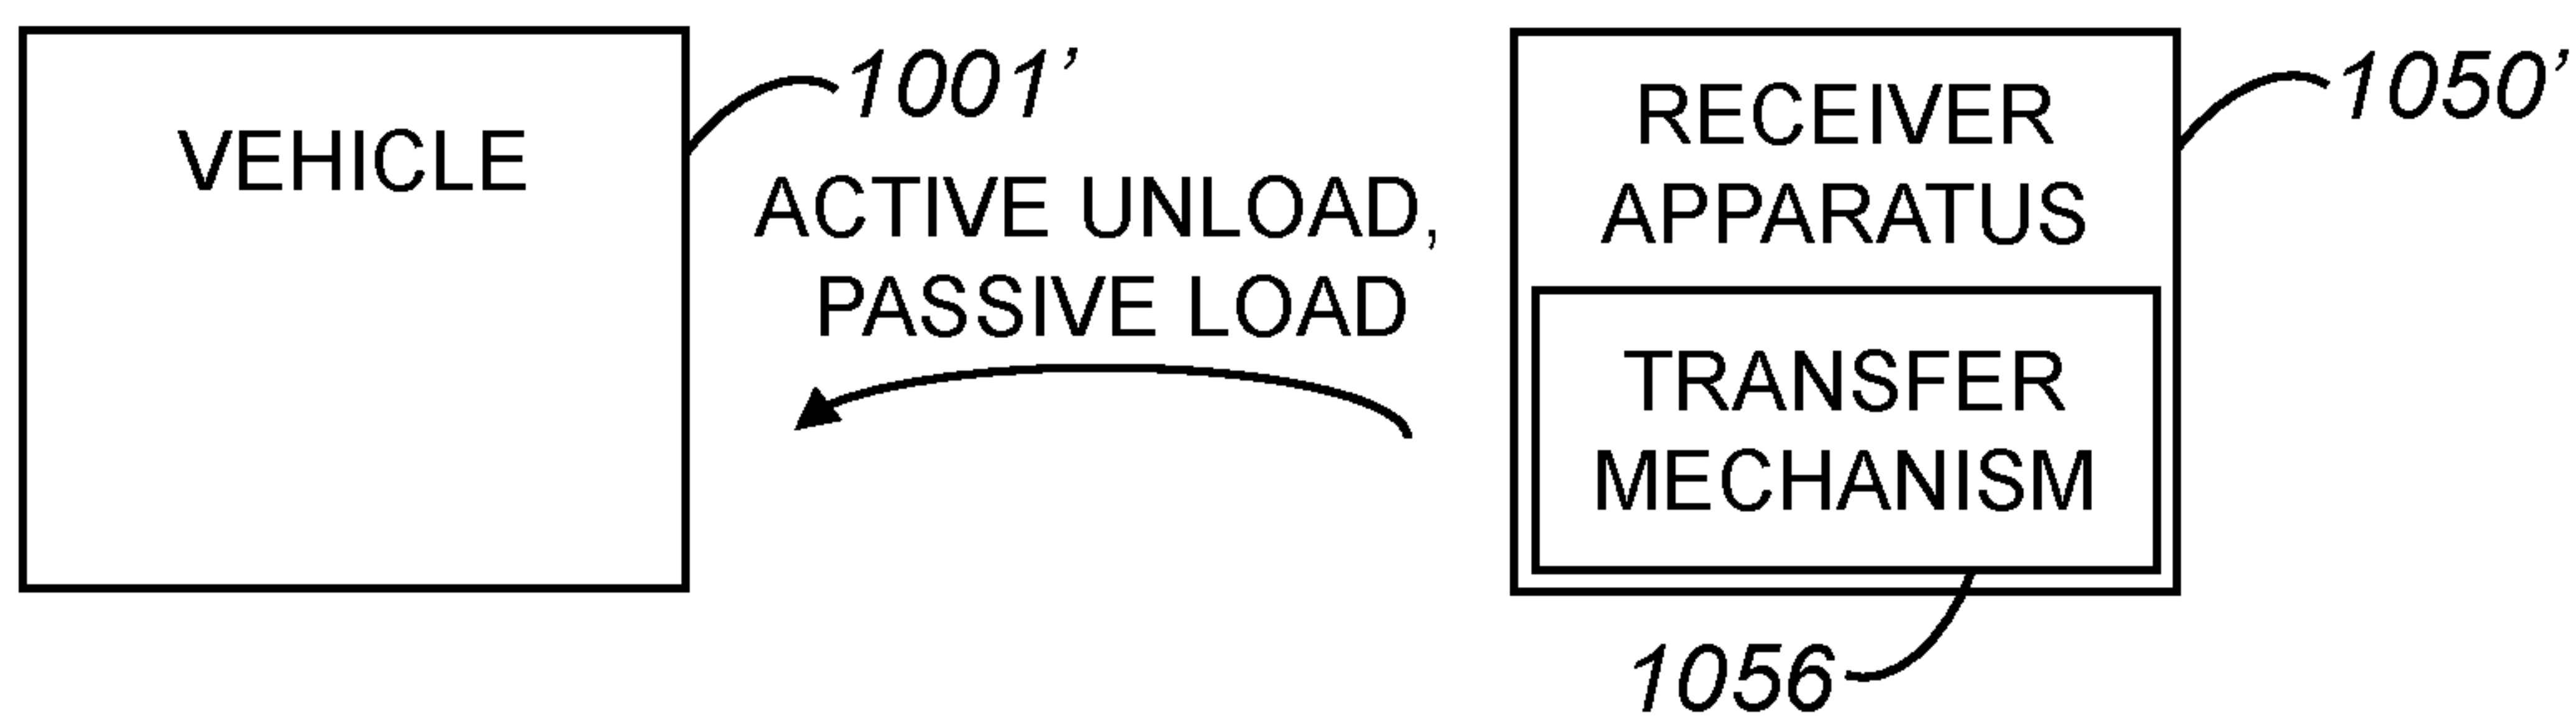 VEHICLE
1001’
ACTIVE UNLOAD,
PASSIVE LOAD
RECEIVER
APPARATUS
1050’
TRANSFER
MECHANISM
1056